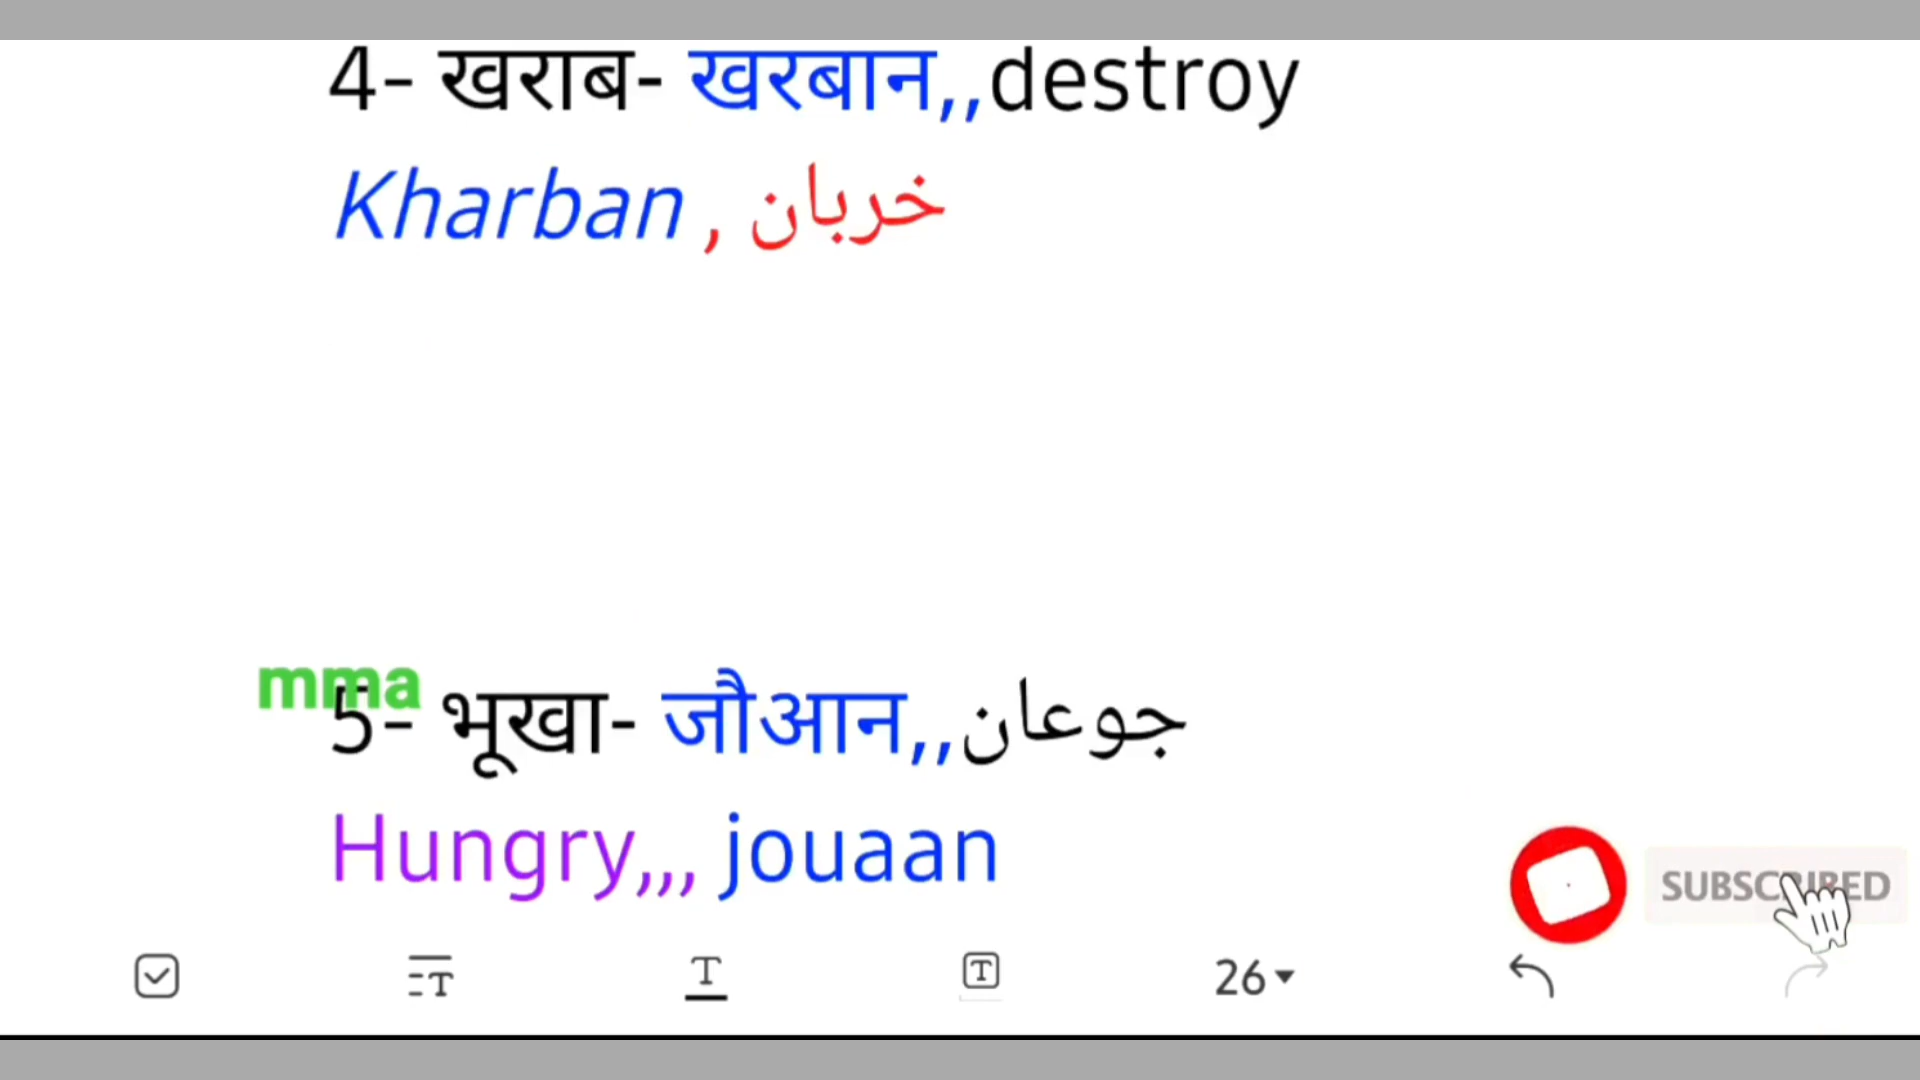 4- खराब- खरबान,,destroy
Kharban , خربان
mma
5- भूखा- जौआन,,جوعان
Hungry,,, jouaan
SUBSCRIBED
26